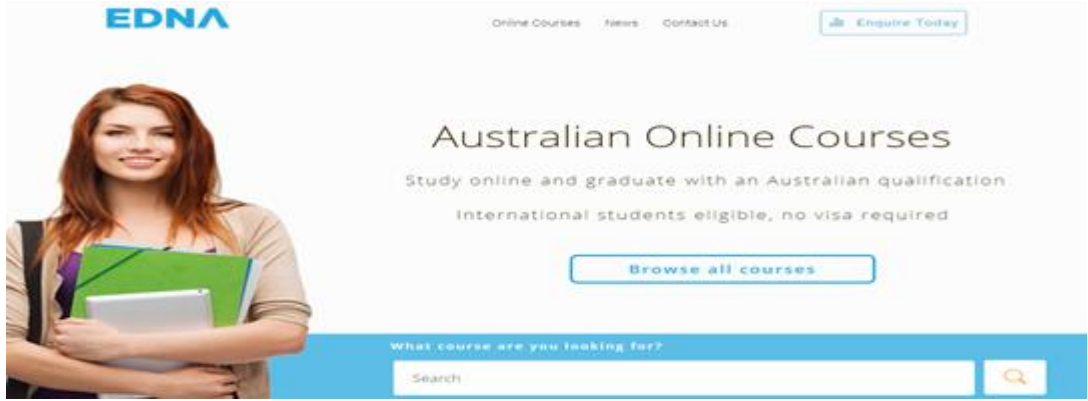 EDNA
Online Courses News Contact Us Enquire Today
Australian Online Courses
Study online and graduate with an Australian qualification
International students eligible, no visa required
Browse all courses
What course are you looking for?
Search